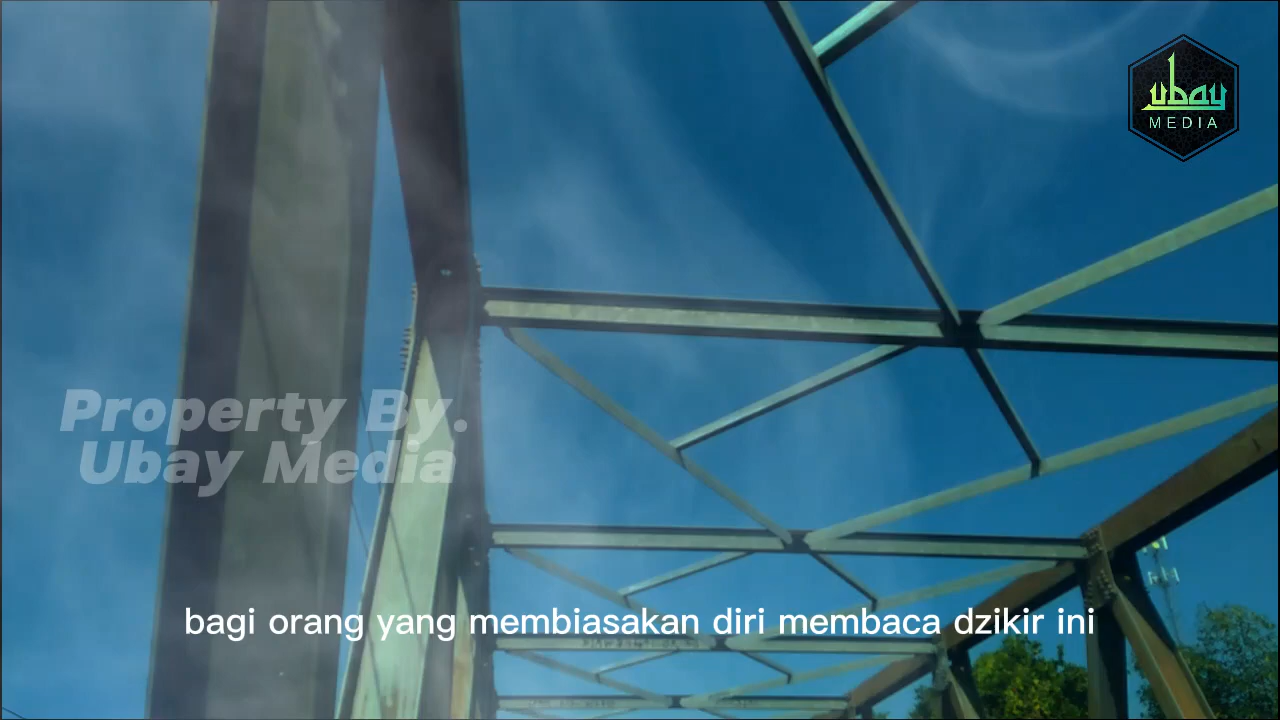 ubay
MEDIA
Property By.
Ubay Media
bagi orang yang membiasakan diri membaca dzikir ini